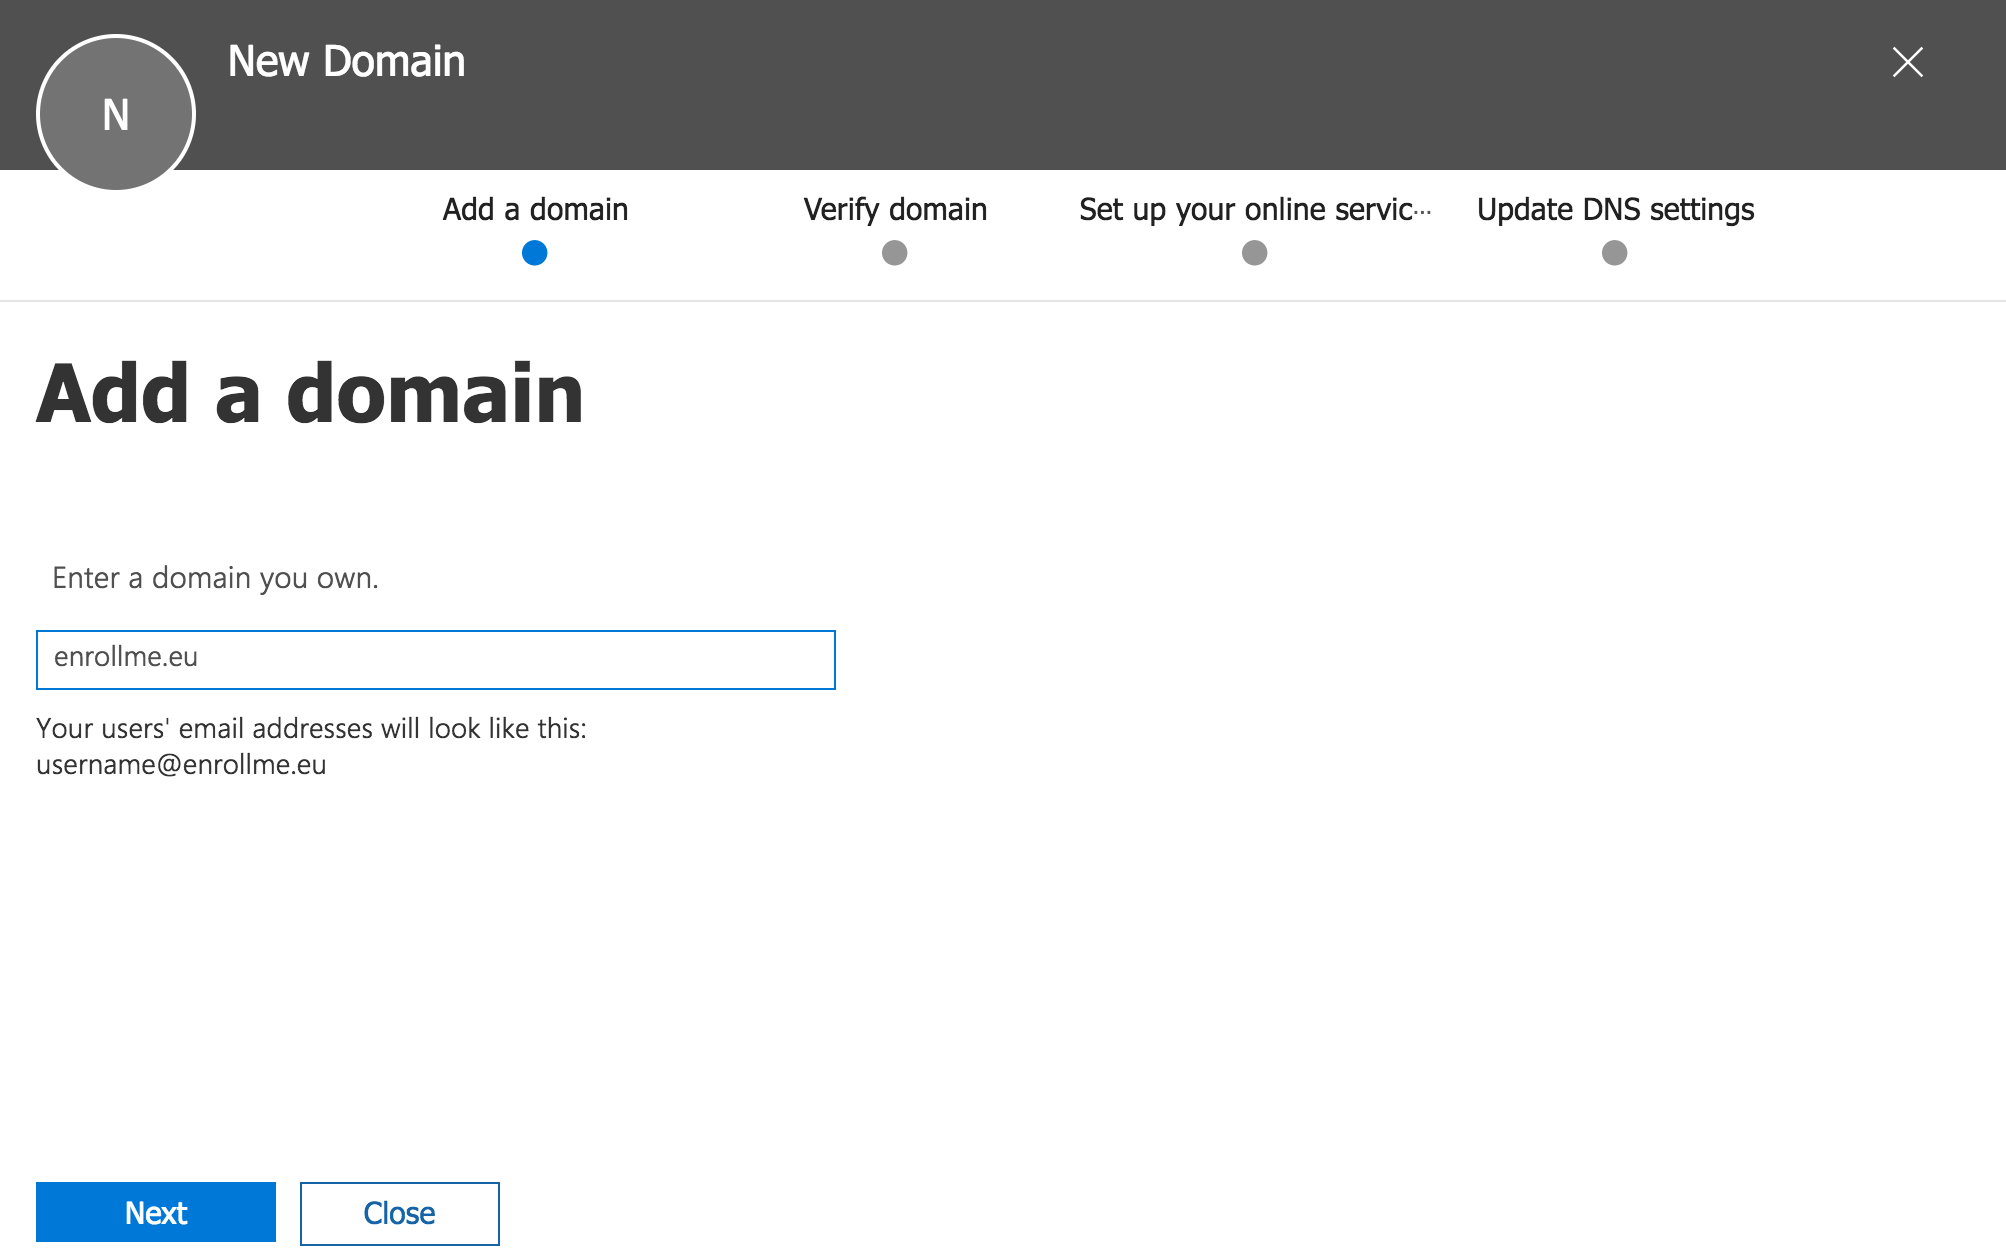 New Domain
N
Add a domain
Verify domain
Set up your online servic...
Update DNS settings
Add a domain
Enter a domain you own.
enrollme.eu
Your users' email addresses will look like this:
username@enrollme.eu
Next
Close